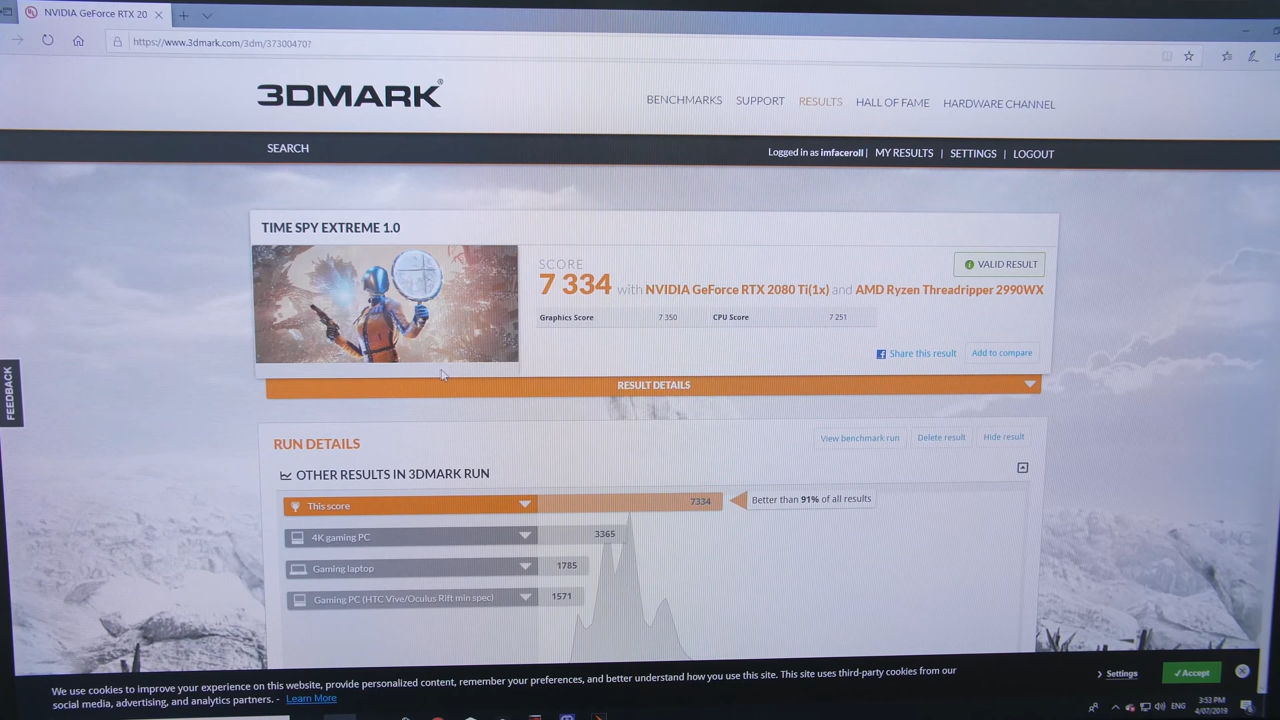 NVIDIA GeForce RTX 20
https://www.3dmark.com/3dm/37300470?
3DMARK®
BENCHMARKS SUPPORT RESULTS HALL OF FAME HARDWARE CHANNEL
SEARCH
Logged in as imfaceroll | MY RESULTS | SETTINGS | LOGOUT
TIME SPY EXTREME 1.0
VALID RESULT
SCORE
7 334 with NVIDIA GeForce RTX 2080 Ti(1x) and AMD Ryzen Threadripper 2990WX
Graphics Score 7 350 CPU Score 7 251
Share this result Add to compare
FEEDBACK
RESULT DETAILS
RUN DETAILS
View benchmark run Delete result Hide result
OTHER RESULTS IN 3DMARK RUN
This score 7334 Better than 91% of all results
4K gaming PC 3365
Gaming laptop 1785
Gaming PC (HTC Vive/Oculus Rift min spec) 1571
We use cookies to improve your experience on this website, provide personalized content, remember your preferences, and better understand how you use this site. This site uses third-party cookies from our
social media, advertising, and analytics partners. - Learn More
Settings
✓Accept
ENG
3:53 PM
4/07/2019